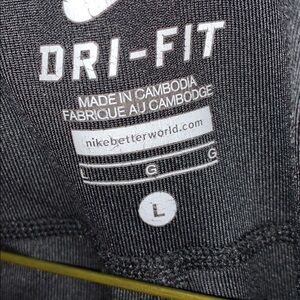 DRI-FIT
MADE IN CAMBODIA
FABRIQUE AU CAMBODGE
nikebetterworld.com
L G G
L